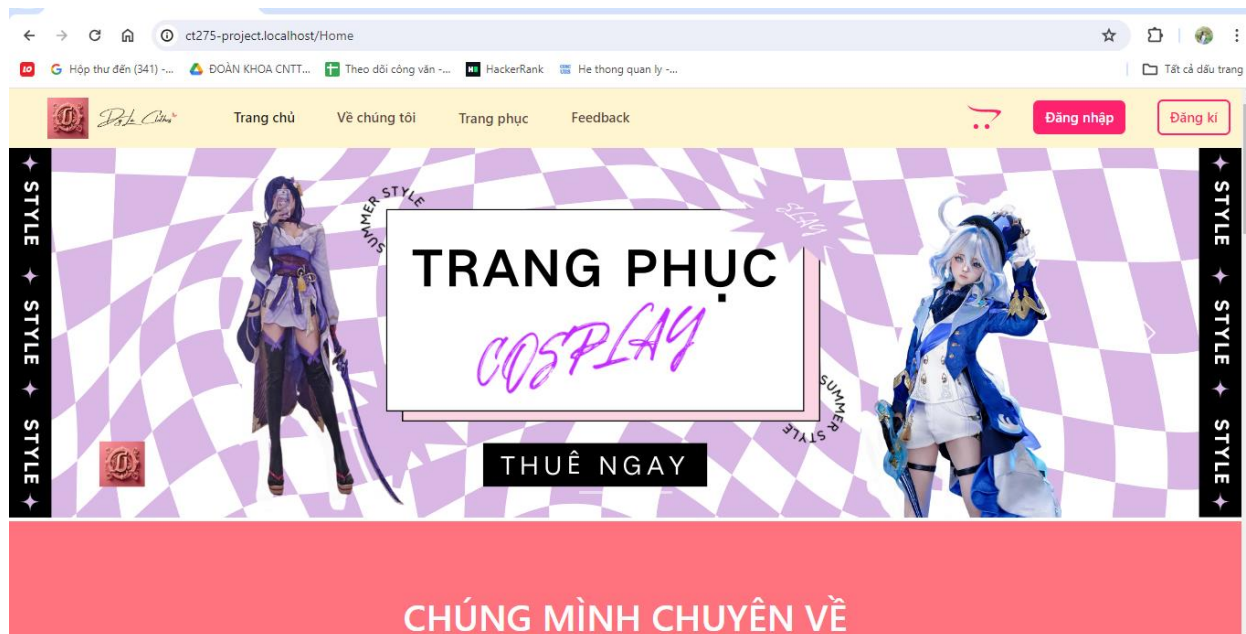 ct275-project.localhost/Home
Hộp thư đến (341) -... ĐOÀN KHOA CNTT... Theo dõi công văn -... HackerRank He thong quan ly -... Tất cả dấu trang
Trang chủ Về chúng tôi Trang phục Feedback Đăng nhập Đăng kí
STYLE STYLE STYLE
SUMMER STYLE
SLAY
TRANG PHỤC
COSPLAY
SUMMER STYLE
THUÊ NGAY
STYLE STYLE STYLE
CHÚNG MÌNH CHUYÊN VỀ